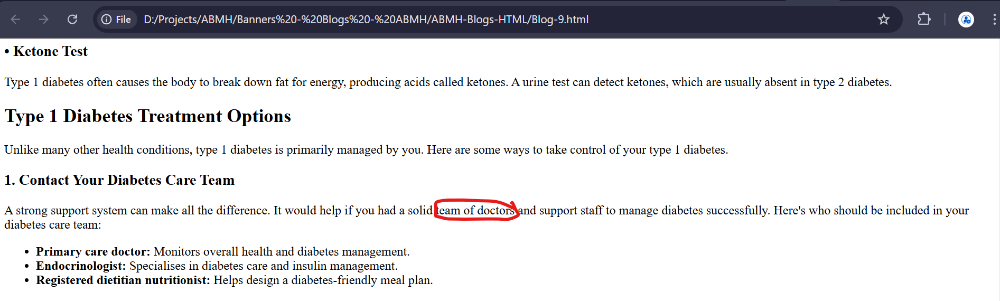 File D:/Projects/ABMH/Banners%20-%20Blogs%20-%20ABMH/ABMH-Blogs-HTML/Blog-9.html
• Ketone Test
Type 1 diabetes often causes the body to break down fat for energy, producing acids called ketones. A urine test can detect ketones, which are usually absent in type 2 diabetes.
Type 1 Diabetes Treatment Options
Unlike many other health conditions, type 1 diabetes is primarily managed by you. Here are some ways to take control of your type 1 diabetes.
1. Contact Your Diabetes Care Team
A strong support system can make all the difference. It would help if you had a solid team of doctors and support staff to manage diabetes successfully. Here's who should be included in your
diabetes care team:
• Primary care doctor: Monitors overall health and diabetes management.
• Endocrinologist: Specialises in diabetes care and insulin management.
• Registered dietitian nutritionist: Helps design a diabetes-friendly meal plan.